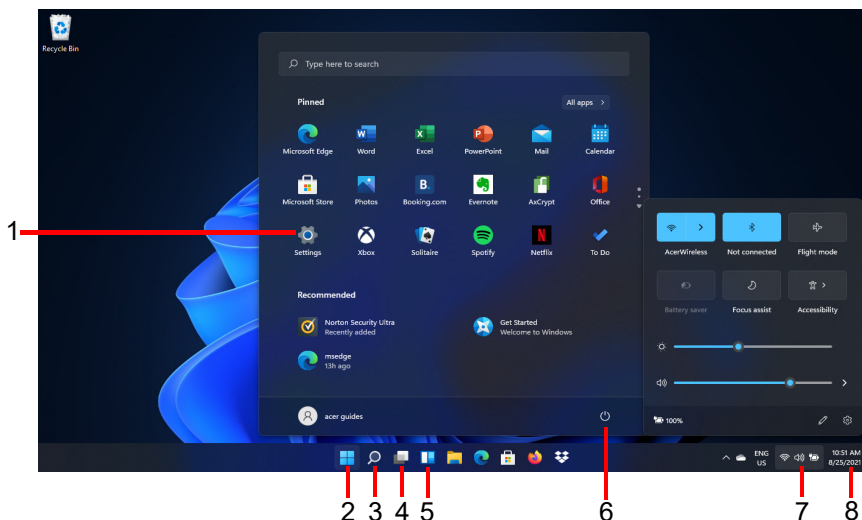 Recycle Bin
Type here to search
Pinned
All apps >
Microsoft Edge
Word
Excel
PowerPoint
Mail
Calendar
Microsoft Store
Photos
B.
Booking.com
Evernote
AxCrypt
Office
1
Settings
Xbox
Solitaire
N
Spotify
Netflix
To Do
AcerWireless
Not connected
Flight mode
Battery saver
Focus assist
Accessibility
Recommended
Norton Security Ultra
Recently added
Get Started
Welcome to Windows
msedge
13h ago
acer guides
100%
ENG
US
10:51 AM
8/25/2021
2
3
4
5
6
7
8